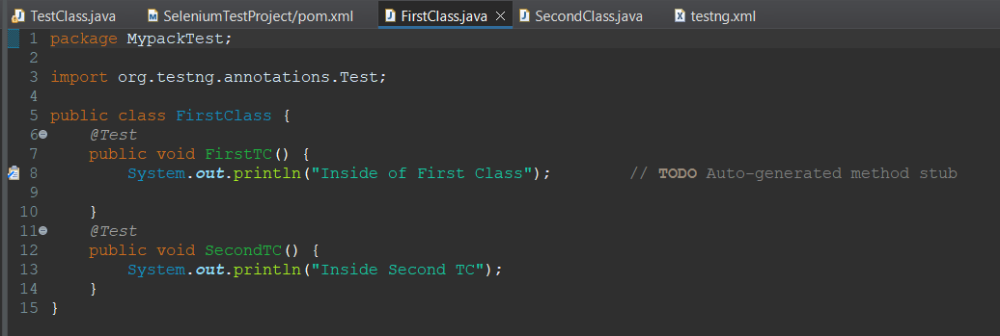 TestClass.java SeleniumTestProject/pom.xml FirstClass.java SecondClass.java testng.xml
1 package MypackTest;
2
3 import org.testng.annotations.Test;
4
5 public class FirstClass {
6 @Test
7 public void FirstTC() {
8 System.out.println("Inside of First Class"); // TODO Auto-generated method stub
9
10 }
11 @Test
12 public void SecondTC() {
13 System.out.println("Inside Second TC");
14 }
15 }